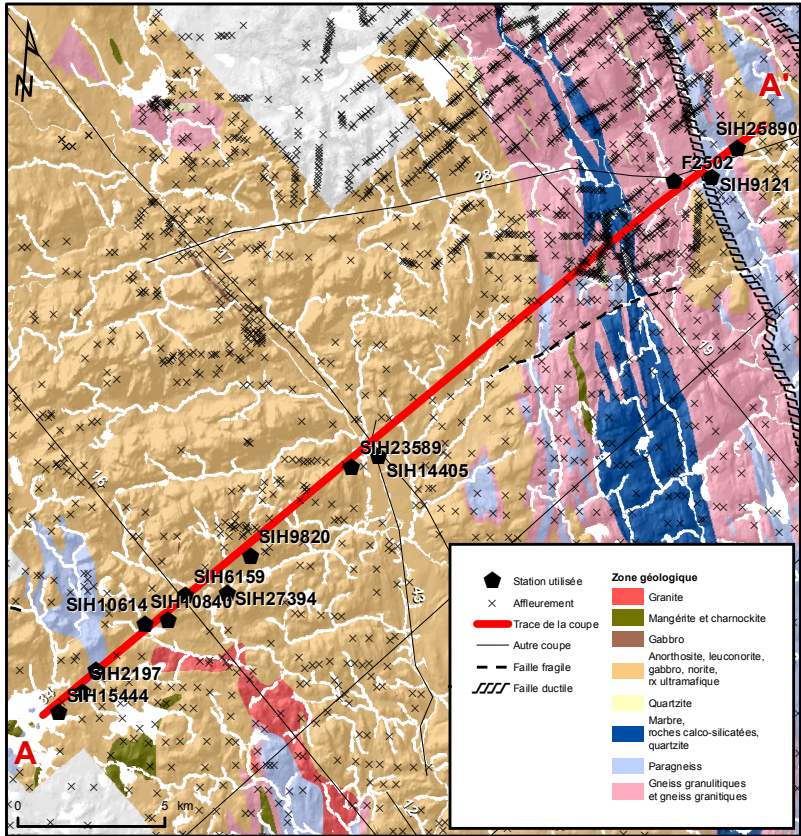 N
A'
SIH25890
F2502
SIH9121
28
17
19
SIH23589
SIH14405
16
SIH9820
SIH6159
SIH10614
SIH10840
SIH27394
43
SIH2197
34
SIH15444
A
12
0
5
km
Station utilisée
Affleurement
Trace de la coupe
Autre coupe
Faille fragile
Faille ductile
Zone géologique
Granite
Mangérite et charnockite
Gabbro
Anorthosite, leuconorite,
gabbro, norite,
rx ultramafique
Quartzite
Marbre,
roches calco-silicatées,
quartzite
Paragneiss
Gneiss granulitiques
et gneiss granitiques